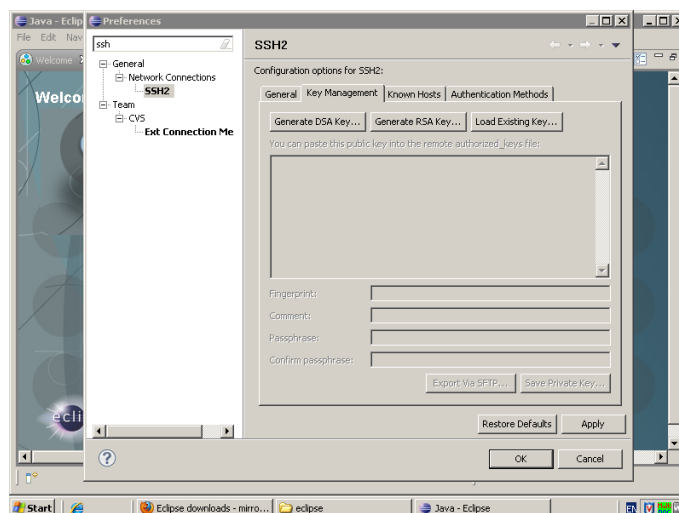 Java - Eclip
Preferences
File Edit Nav
ssh
SSH2
Welcome
General
Network Connections
SSH2
Team
CVS
Ext Connection Me
Configuration options for SSH2:
General Key Management Known Hosts Authentication Methods
Generate DSA Key... Generate RSA Key... Load Existing Key...
You can paste this public key into the remote authorized_keys file:
Welco
Fingerprint:
Comment:
Passphrase:
Confirm passphrase:
Export Via SFTP... Save Private Key...
ecli
Restore Defaults Apply
OK Cancel
Start Eclipse downloads - mirro... eclipse Java - Eclipse EN